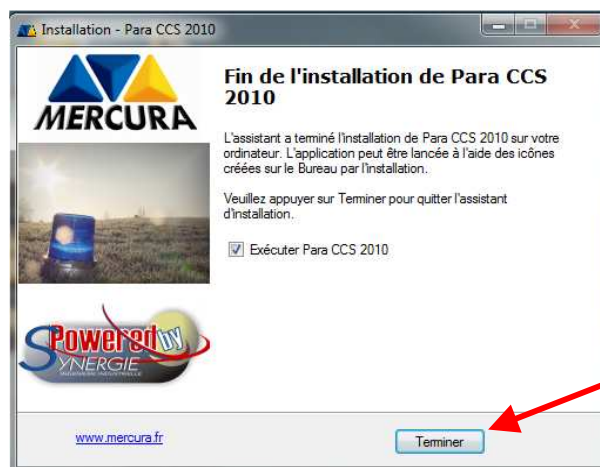 Installation - Para CCS 2010
MERCURA
Fin de l'installation de Para CCS
2010
L'assistant a terminé l'installation de Para CCS 2010 sur votre
ordinateur. L'application peut être lancée à l'aide des icônes
créées sur le Bureau par l'installation.
Veuillez appuyer sur Terminer pour quitter l'assistant
d'installation.
Exécuter Para CCS 2010
Powered by
SYNERGIE
www.mercura.fr
Terminer